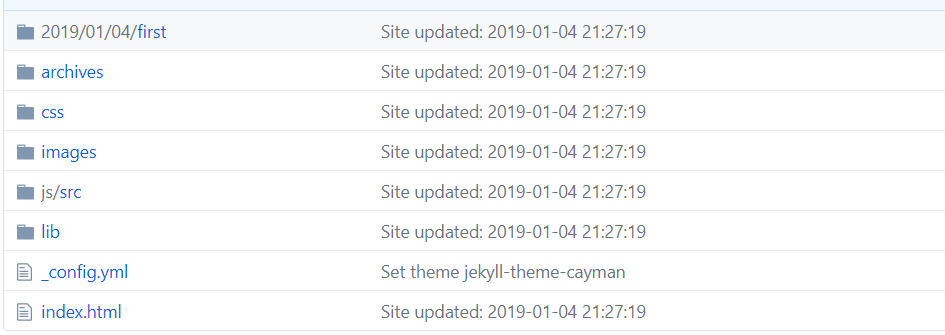 2019/01/04/first Site updated: 2019-01-04 21:27:19
archives Site updated: 2019-01-04 21:27:19
css Site updated: 2019-01-04 21:27:19
images Site updated: 2019-01-04 21:27:19
js/src Site updated: 2019-01-04 21:27:19
lib Site updated: 2019-01-04 21:27:19
_config.yml Set theme jekyll-theme-cayman
index.html Site updated: 2019-01-04 21:27:19